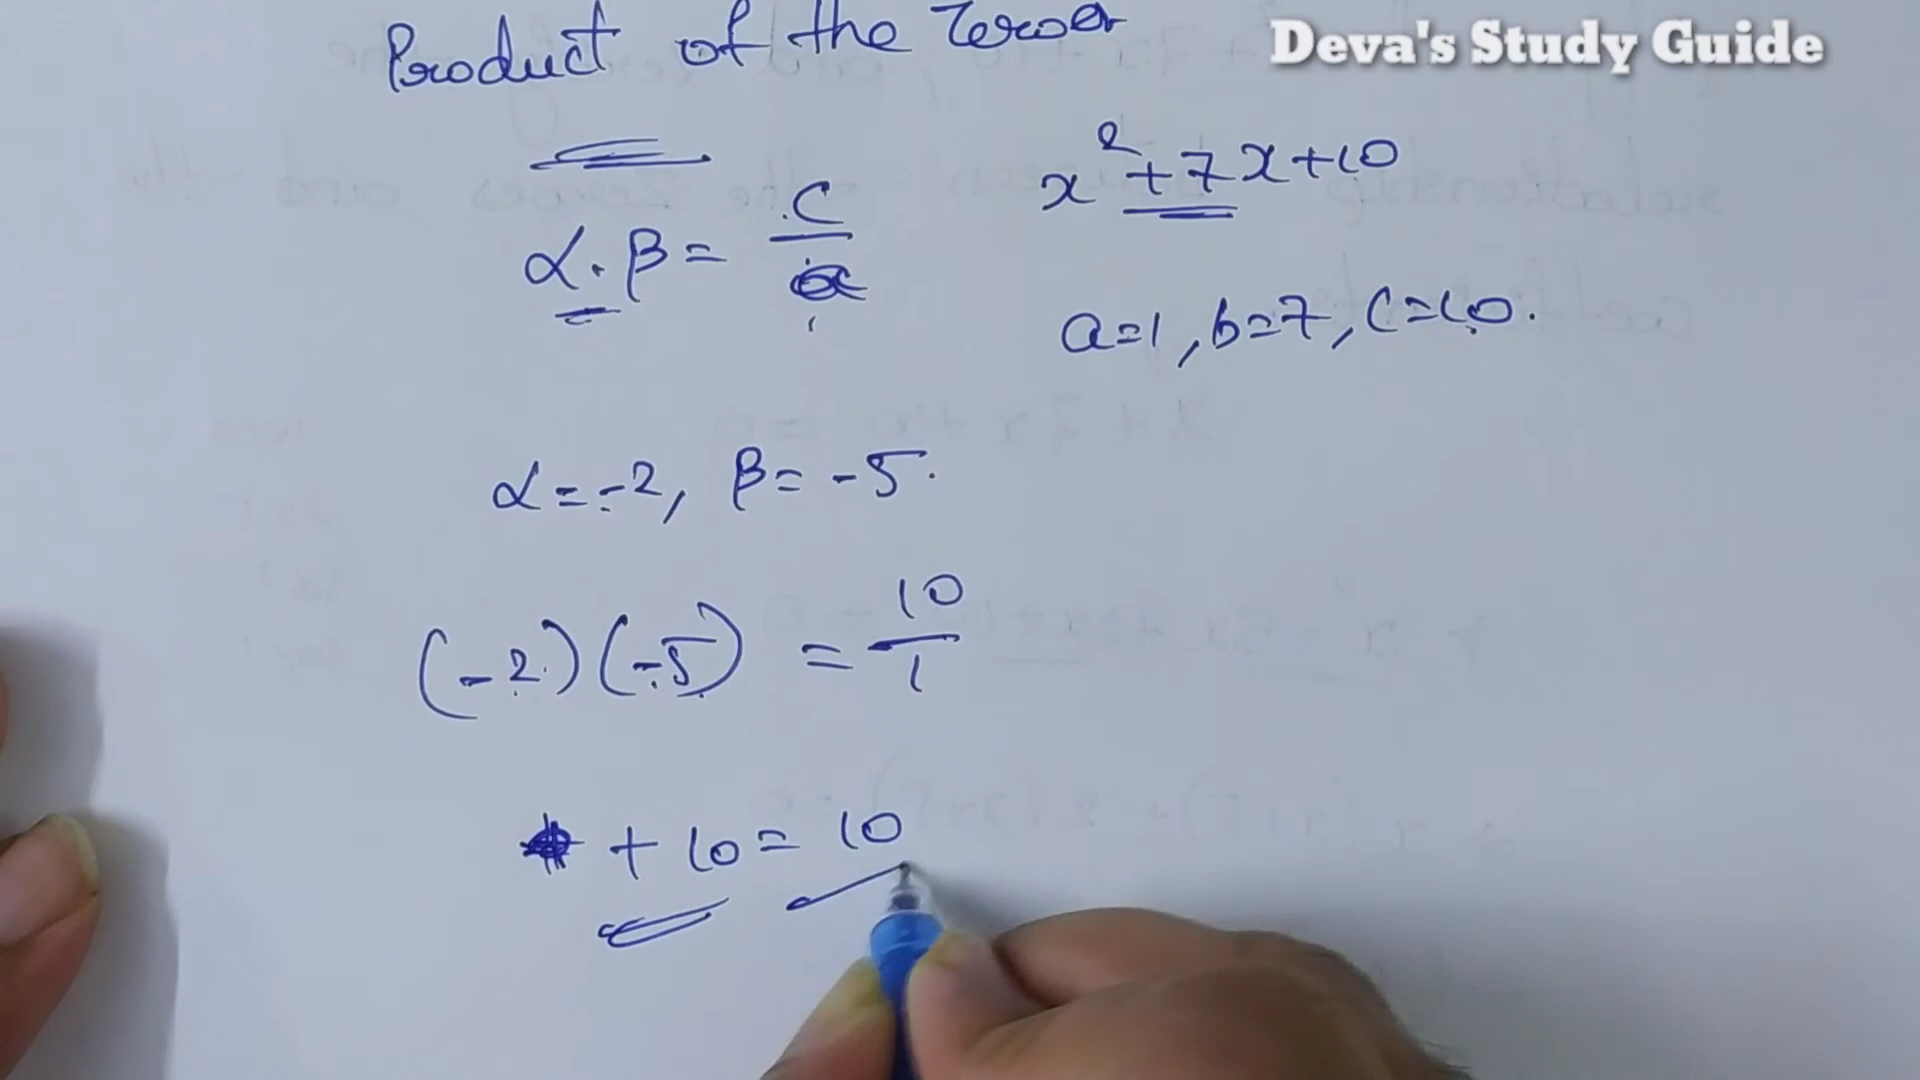 Product of the Zeroes
Deva's Study Guide
x² + 7x + 10
α . β = c / a
a = 1, b = 7, c = 10.
α = -2, β = -5.
(-2) (-5) = 10 / 1
+ 10 = 10